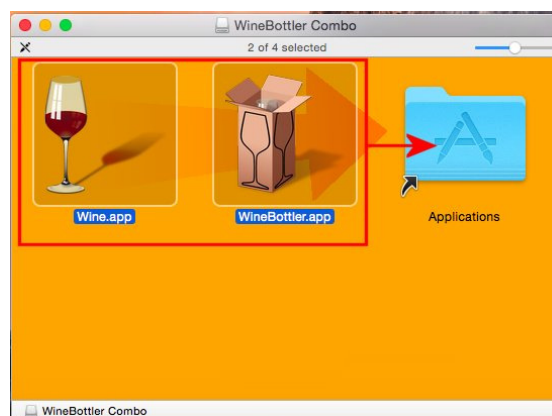 WineBottler Combo
2 of 4 selected
Wine.app
WineBottler.app
Applications
WineBottler Combo